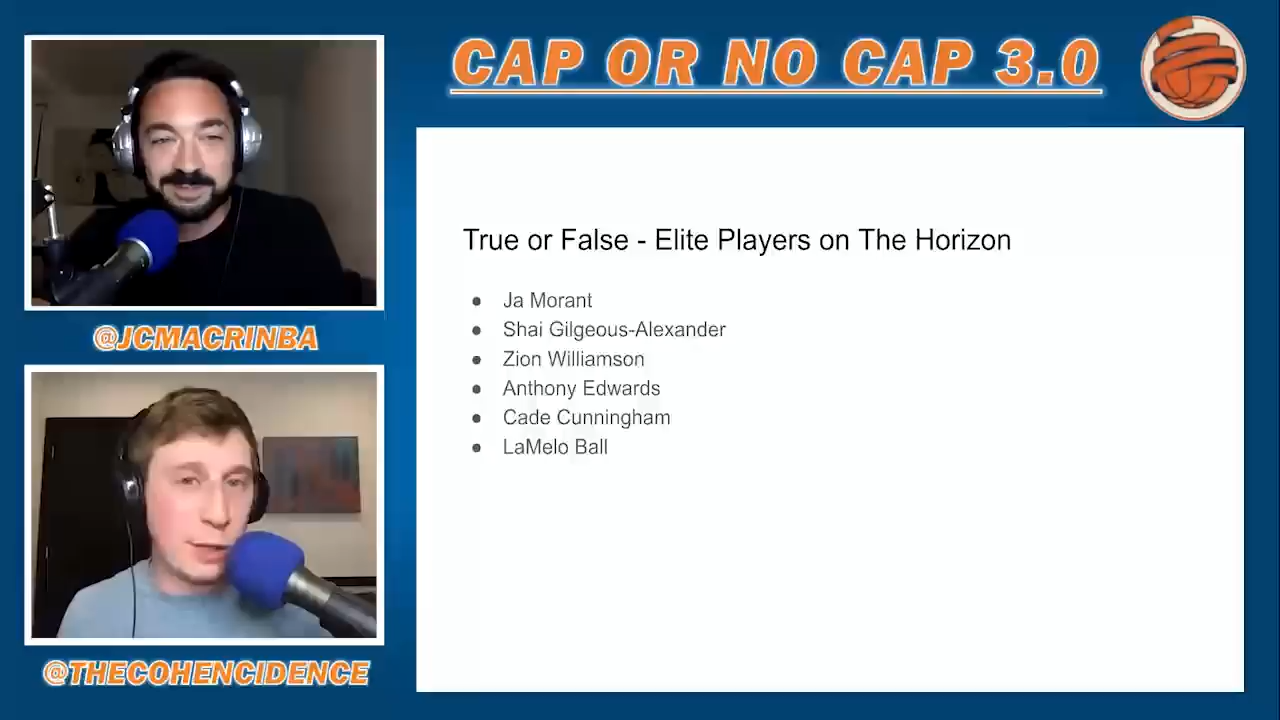 CAP OR NO CAP 3.0
@JCMACRINBA
@THECOHENCIDENCE
True or False - Elite Players on The Horizon
● Ja Morant
● Shai Gilgeous-Alexander
● Zion Williamson
● Anthony Edwards
● Cade Cunningham
● LaMelo Ball